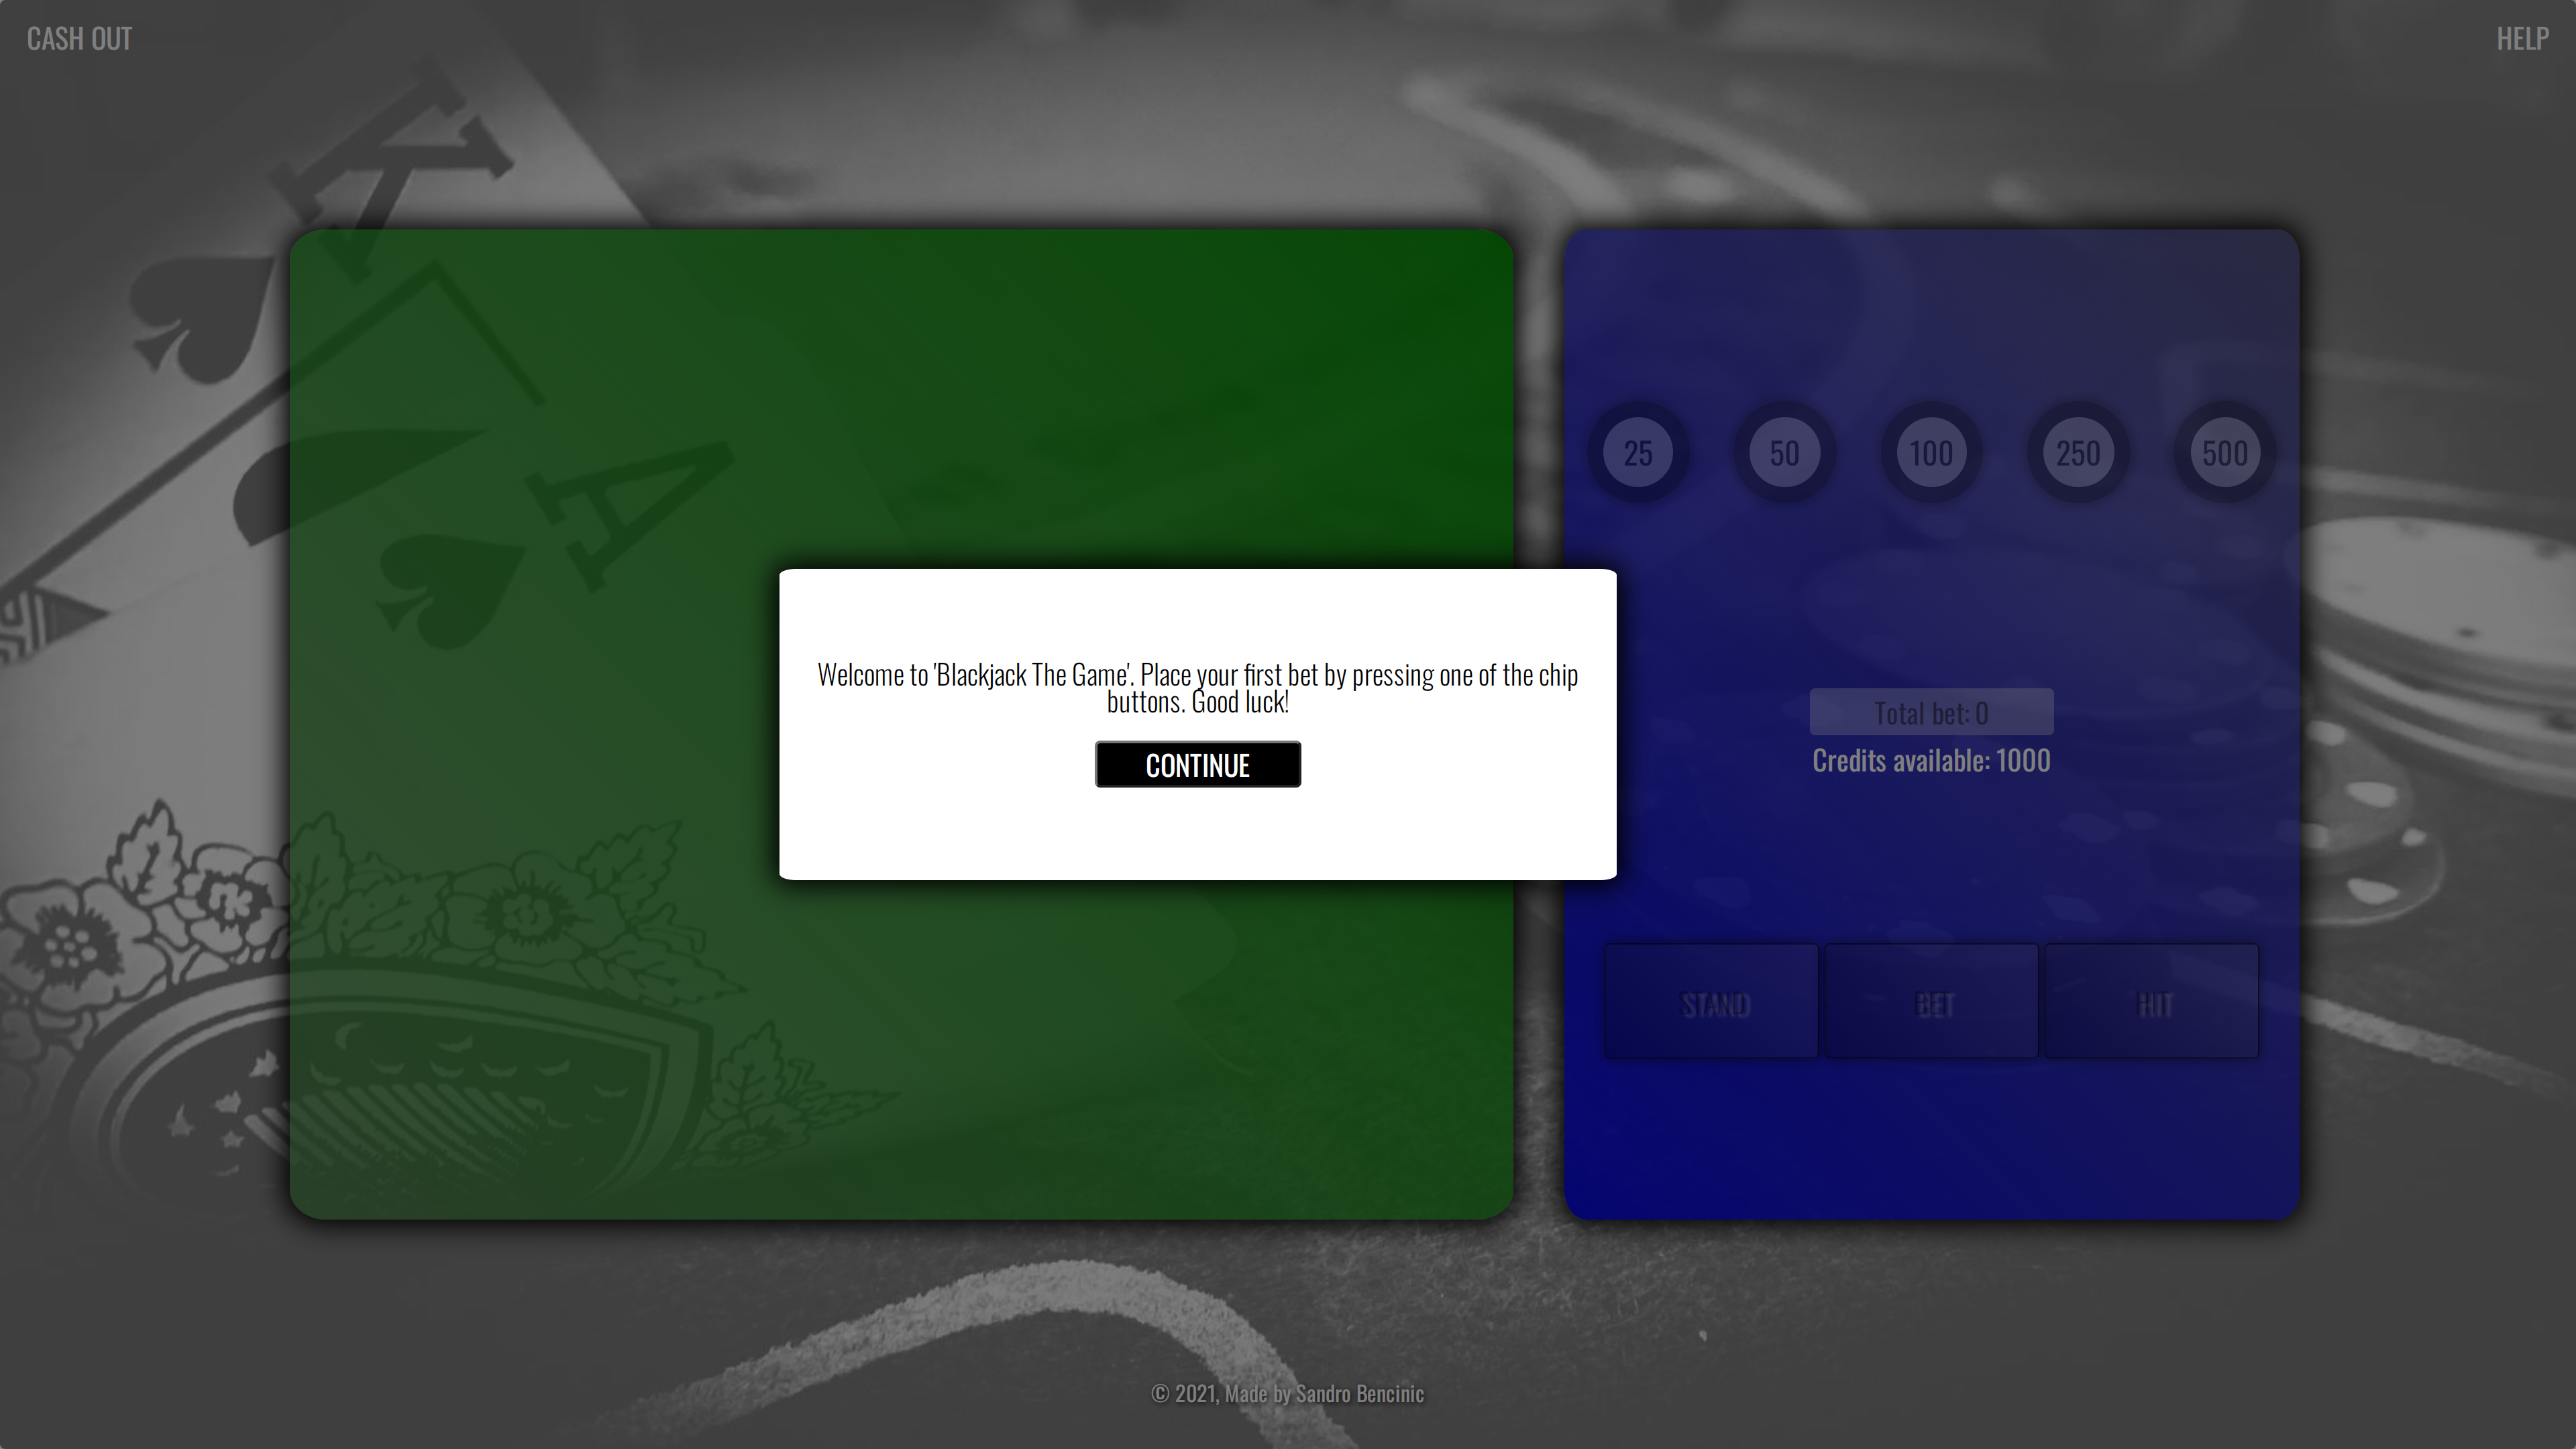 CASH OUT
HELP
K
A
25
50
100
250
500
Welcome to 'Blackjack The Game'. Place your first bet by pressing one of the chip
buttons. Good luck!
CONTINUE
Total bet: 0
Credits available: 1000
STAND
BET
HIT
© 2021, Made by Sandro Bencinic